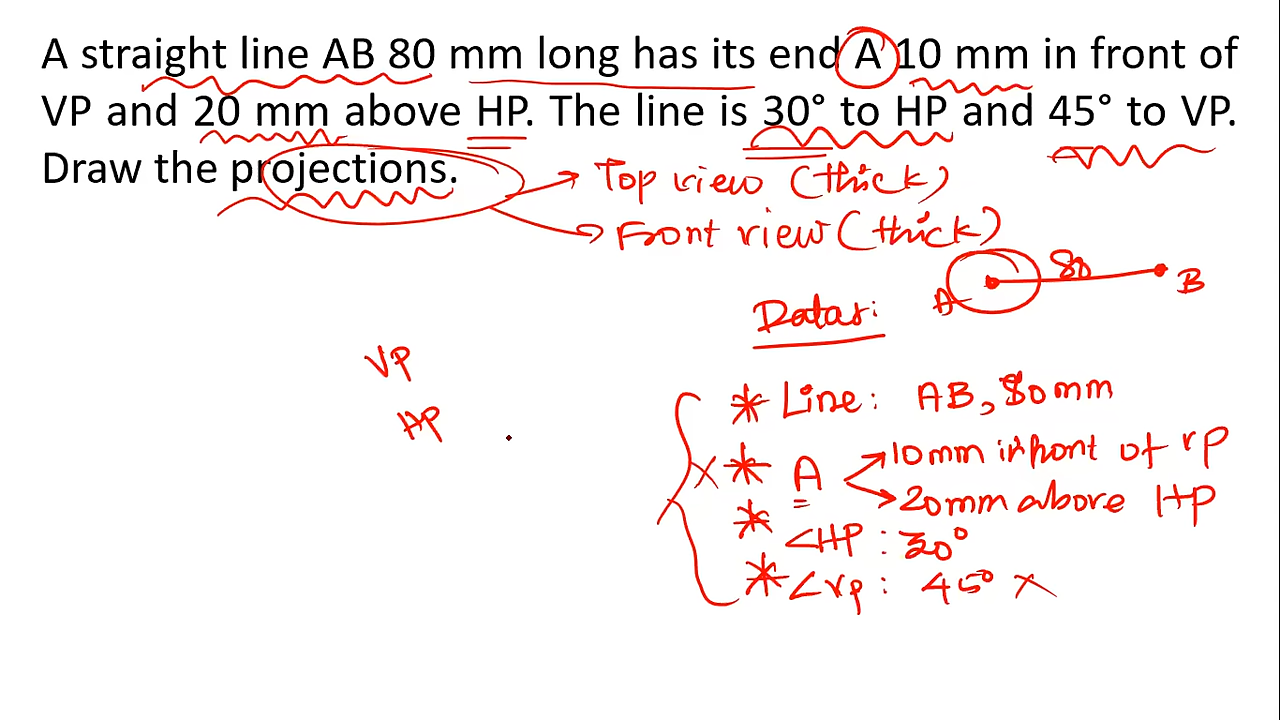 A straight line AB 80 mm long has its end A 10 mm in front of
VP and 20 mm above HP. The line is 30° to HP and 45° to VP.
Draw the projections.
Top view (thick)
Front view (thick)
A 80 B
Datas:
VP
HP
* Line: AB, 80mm
* A 10mm infront of VP
20mm above HP
* <HP : 30°
* <VP : 45°